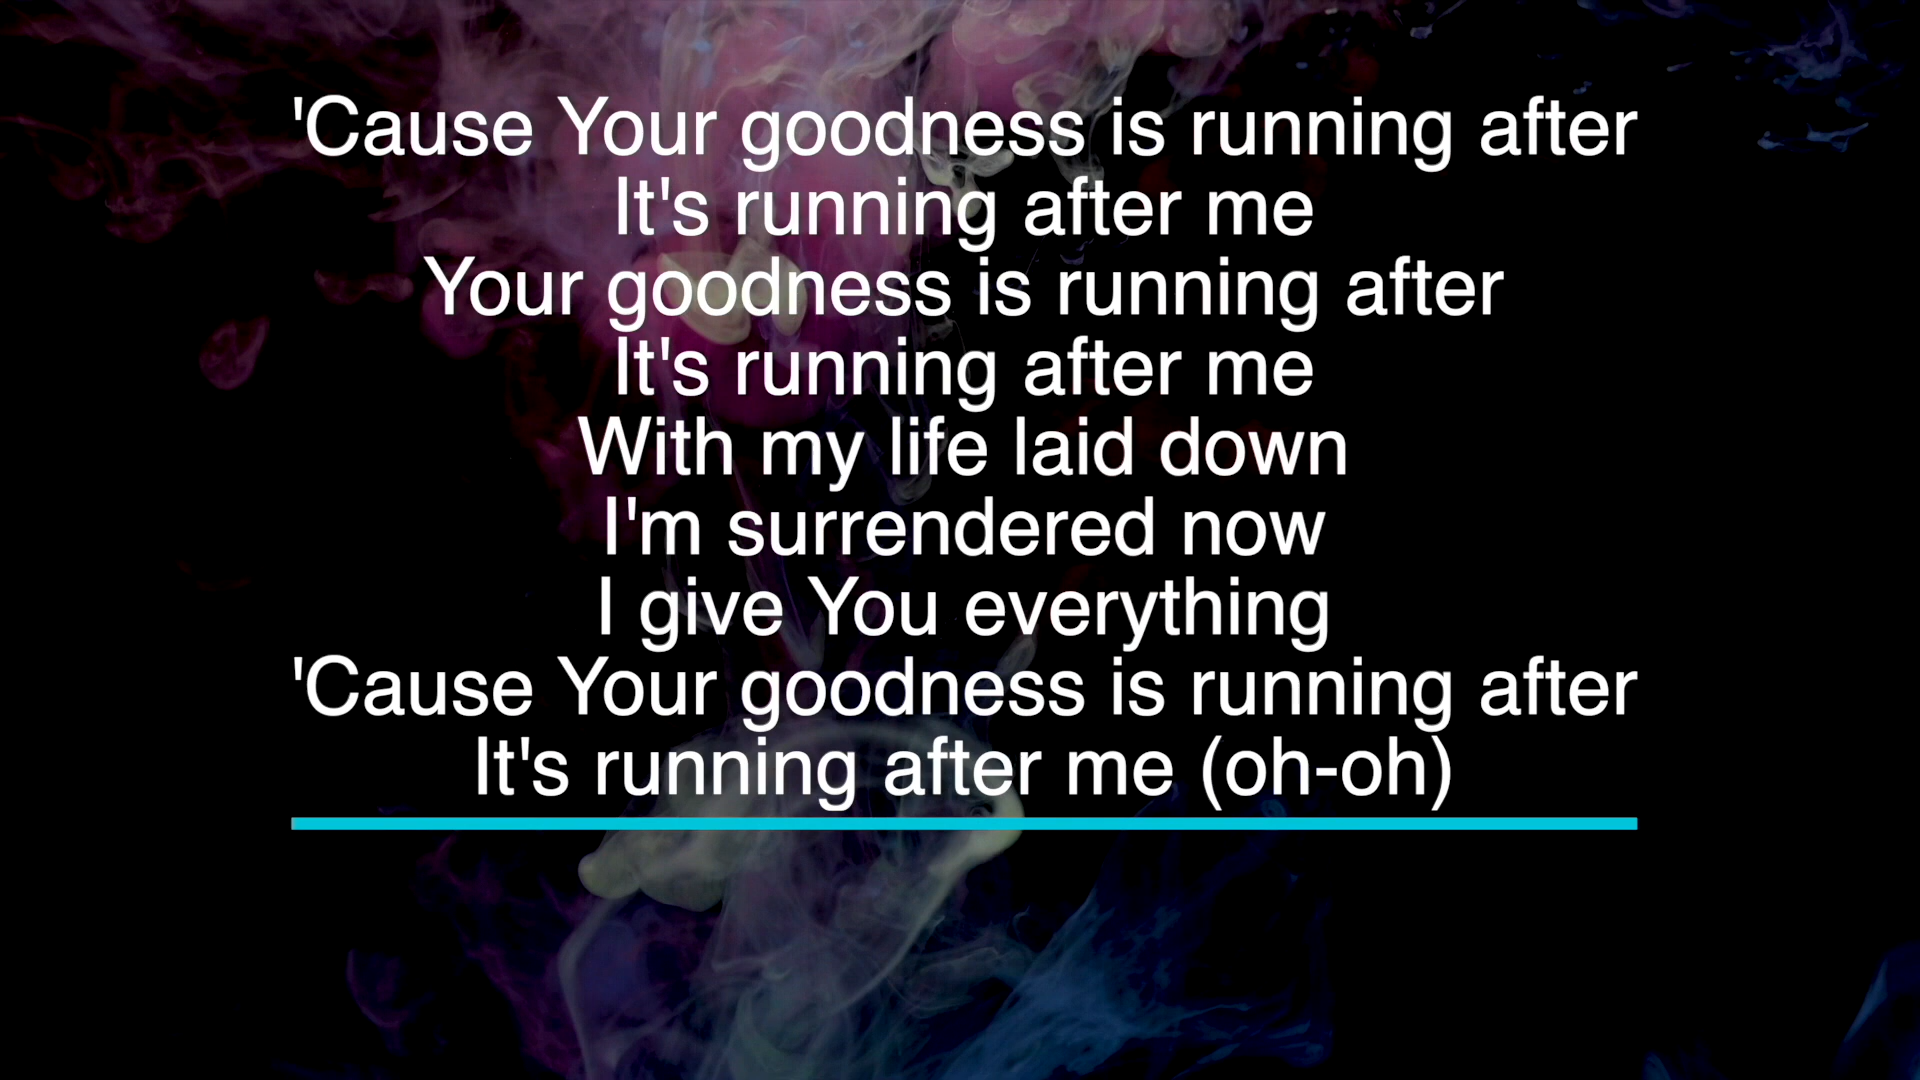 'Cause Your goodness is running after
It's running after me
Your goodness is running after
It's running after me
With my life laid down
I'm surrendered now
I give You everything
'Cause Your goodness is running after
It's running after me (oh-oh)